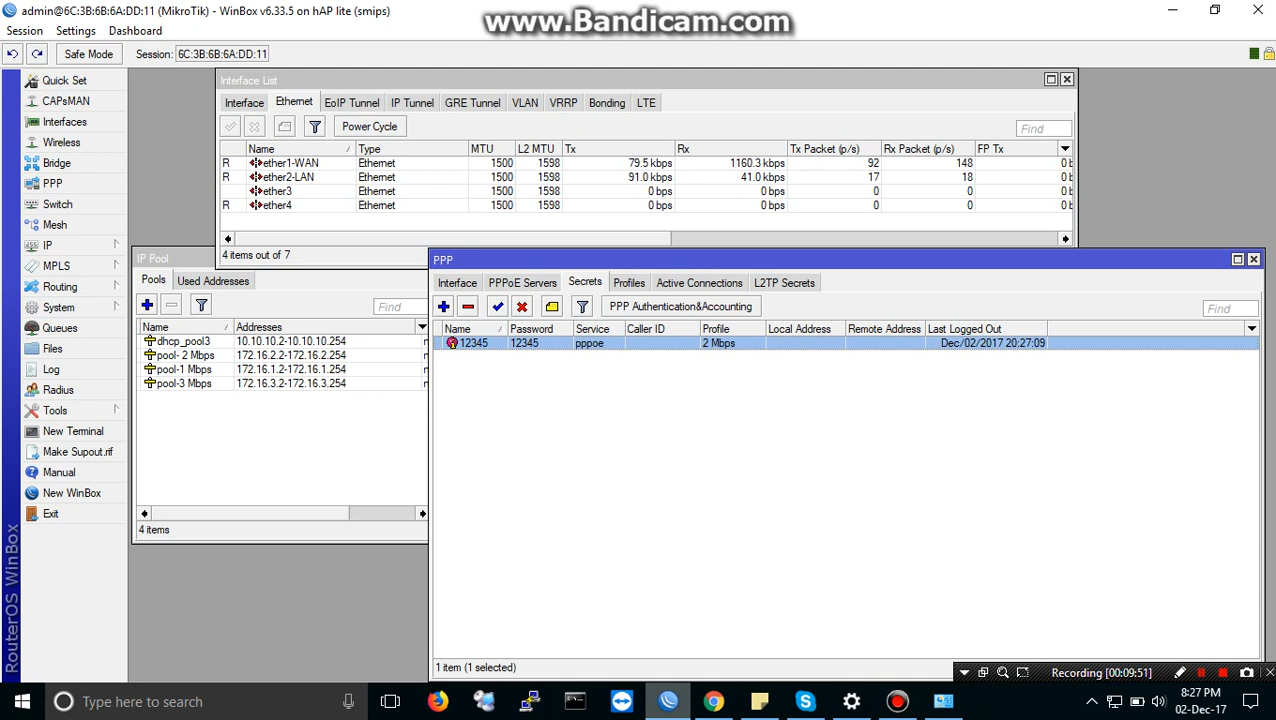 admin@6C:3B:6B:6A:DD:11 (MikroTik) - WinBox v6.33.5 on hAP lite (smips)
www.Bandicam.com
Session Settings Dashboard
Safe Mode Session: 6C:3B:6B:6A:DD:11
Quick Set
CAPsMAN
Interfaces
Wireless
Bridge
PPP
Switch
Mesh
IP
MPLS
Routing
System
Queues
Files
Log
Radius
Tools
New Terminal
Make Supout.rif
Manual
New WinBox
Exit
RouterOS WinBox
Interface List
Interface Ethernet EoIP Tunnel IP Tunnel GRE Tunnel VLAN VRRP Bonding LTE
Power Cycle Find
Name Type MTU L2 MTU Tx Rx Tx Packet (p/s) Rx Packet (p/s) FP Tx
R ether1-WAN Ethernet 1500 1598 79.5 kbps 1160.3 kbps 92 148 0 b
R ether2-LAN Ethernet 1500 1598 91.0 kbps 41.0 kbps 17 18 0 b
ether3 Ethernet 1500 1598 0 bps 0 bps 0 0 0 b
R ether4 Ethernet 1500 1598 0 bps 0 bps 0 0 0 b
4 items out of 7
IP Pool
Pools Used Addresses
Find
Name Addresses
dhcp_pool3 10.10.10.2-10.10.10.254
pool- 2 Mbps 172.16.2.2-172.16.2.254
pool-1 Mbps 172.16.1.2-172.16.1.254
pool-3 Mbps 172.16.3.2-172.16.3.254
4 items
PPP
Interface PPPoE Servers Secrets Profiles Active Connections L2TP Secrets
PPP Authentication&Accounting Find
Name Password Service Caller ID Profile Local Address Remote Address Last Logged Out
12345 12345 pppoe 2 Mbps Dec/02/2017 20:27:09
1 item (1 selected)
Recording [00:09:51]
Type here to search
8:27 PM
02-Dec-17